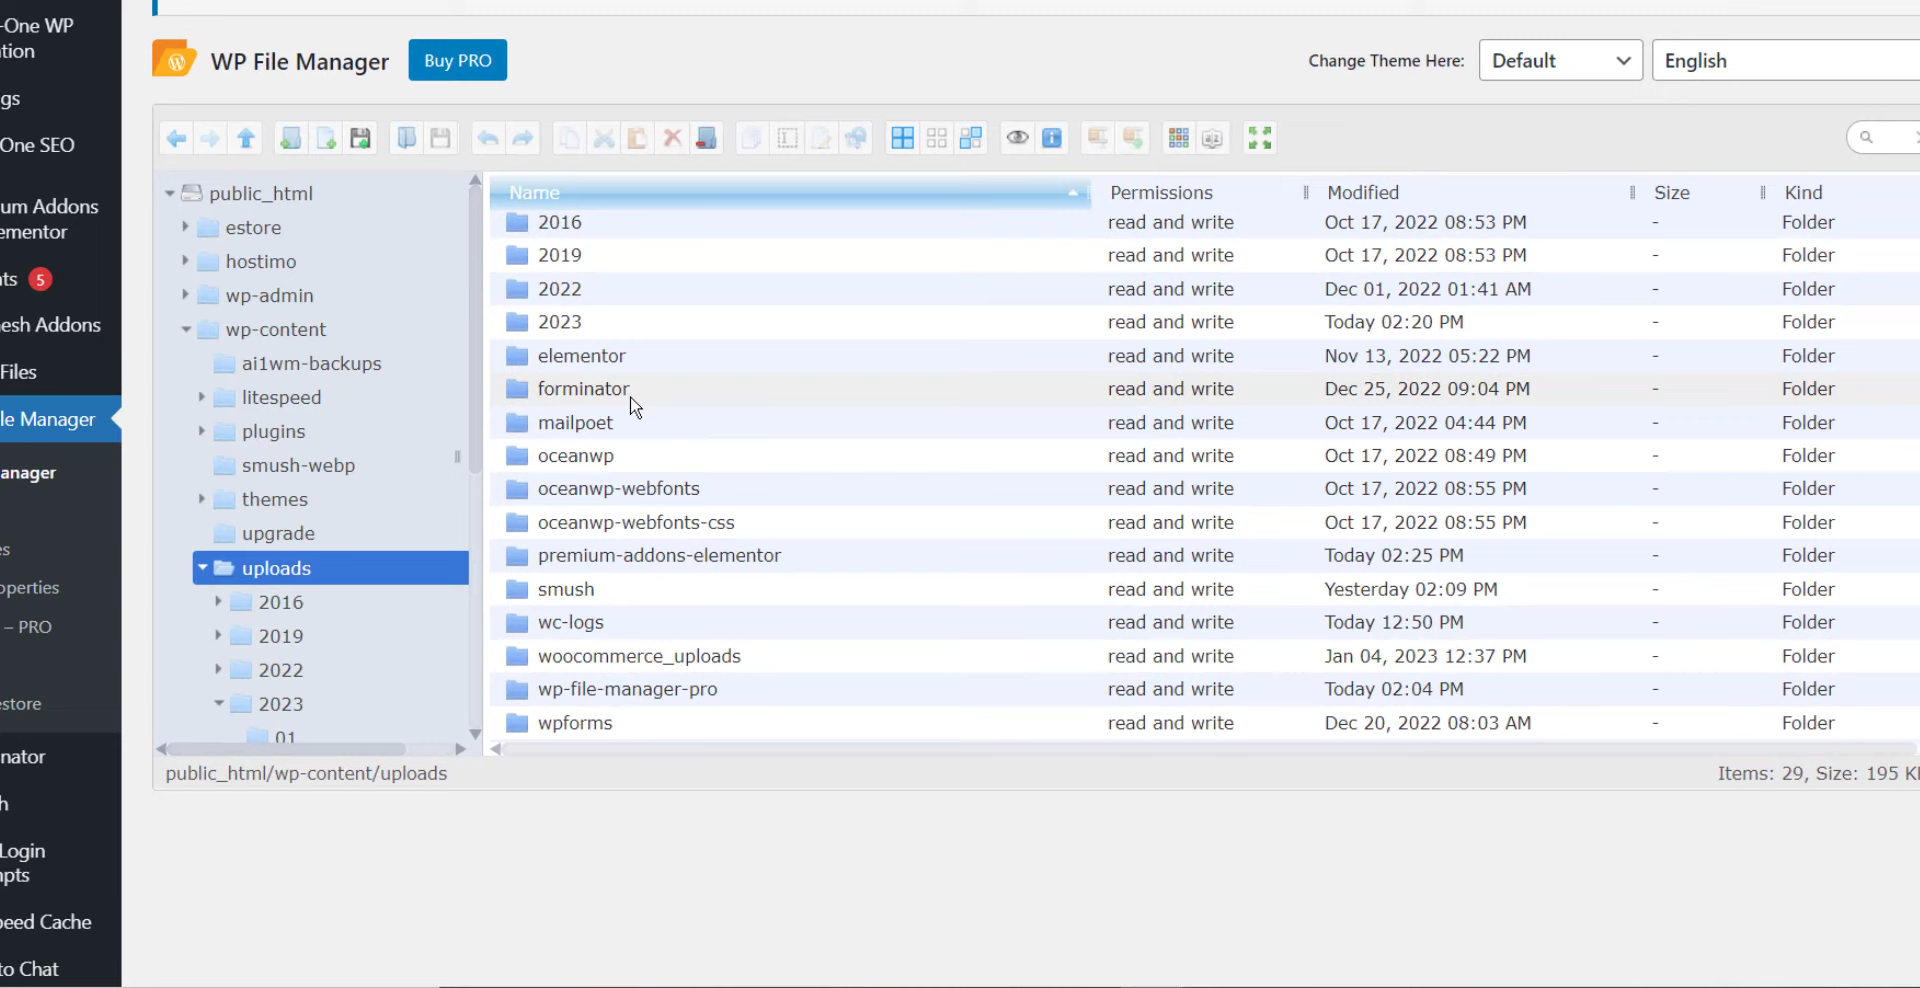 -One WP
ation
gs
One SEO
um Addons
ementor
ats 5
esh Addons
Files
le Manager
anager
es
operties
– PRO
estore
nator
h
Login
mpts
peed Cache
to Chat
WP File Manager Buy PRO Change Theme Here: Default English
public_html
estore
hostimo
wp-admin
wp-content
ai1wm-backups
litespeed
plugins
smush-webp
themes
upgrade
uploads
2016
2019
2022
2023
01
Name Permissions Modified Size Kind
2016 read and write Oct 17, 2022 08:53 PM - Folder
2019 read and write Oct 17, 2022 08:53 PM - Folder
2022 read and write Dec 01, 2022 01:41 AM - Folder
2023 read and write Today 02:20 PM - Folder
elementor read and write Nov 13, 2022 05:22 PM - Folder
forminator read and write Dec 25, 2022 09:04 PM - Folder
mailpoet read and write Oct 17, 2022 04:44 PM - Folder
oceanwp read and write Oct 17, 2022 08:49 PM - Folder
oceanwp-webfonts read and write Oct 17, 2022 08:55 PM - Folder
oceanwp-webfonts-css read and write Oct 17, 2022 08:55 PM - Folder
premium-addons-elementor read and write Today 02:25 PM - Folder
smush read and write Yesterday 02:09 PM - Folder
wc-logs read and write Today 12:50 PM - Folder
woocommerce_uploads read and write Jan 04, 2023 12:37 PM - Folder
wp-file-manager-pro read and write Today 02:04 PM - Folder
wpforms read and write Dec 20, 2022 08:03 AM - Folder
public_html/wp-content/uploads Items: 29, Size: 195 K